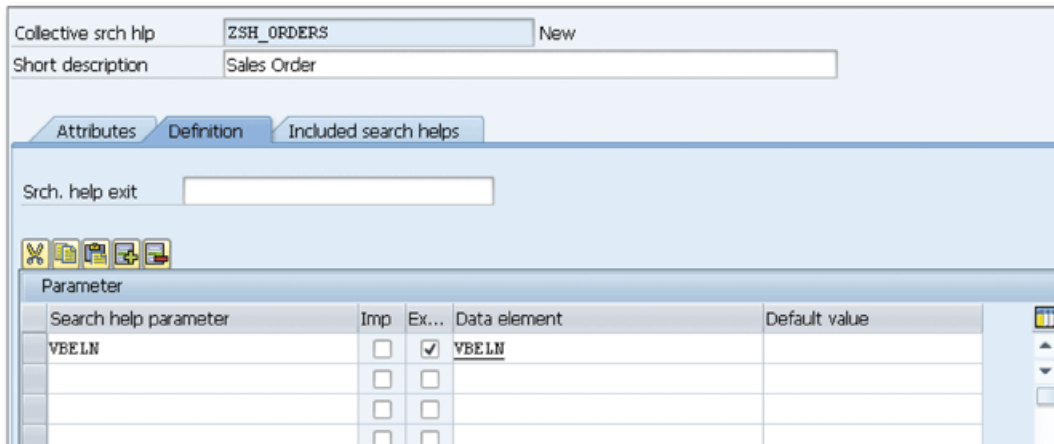 Collective srch hlp ZSH_ORDERS New
Short description Sales Order
Attributes Definition Included search helps
Srch. help exit
Parameter
Search help parameter Imp Ex... Data element Default value
VBELN VBELN